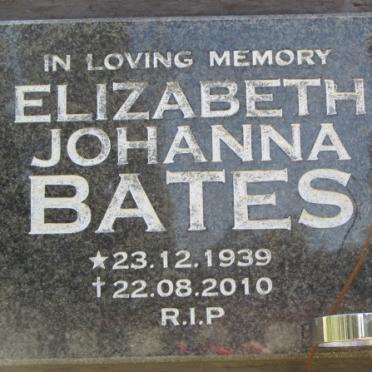 IN LOVING MEMORY
ELIZABETH
JOHANNA
BATES
★23.12.1939
†22.08.2010
R.I.P